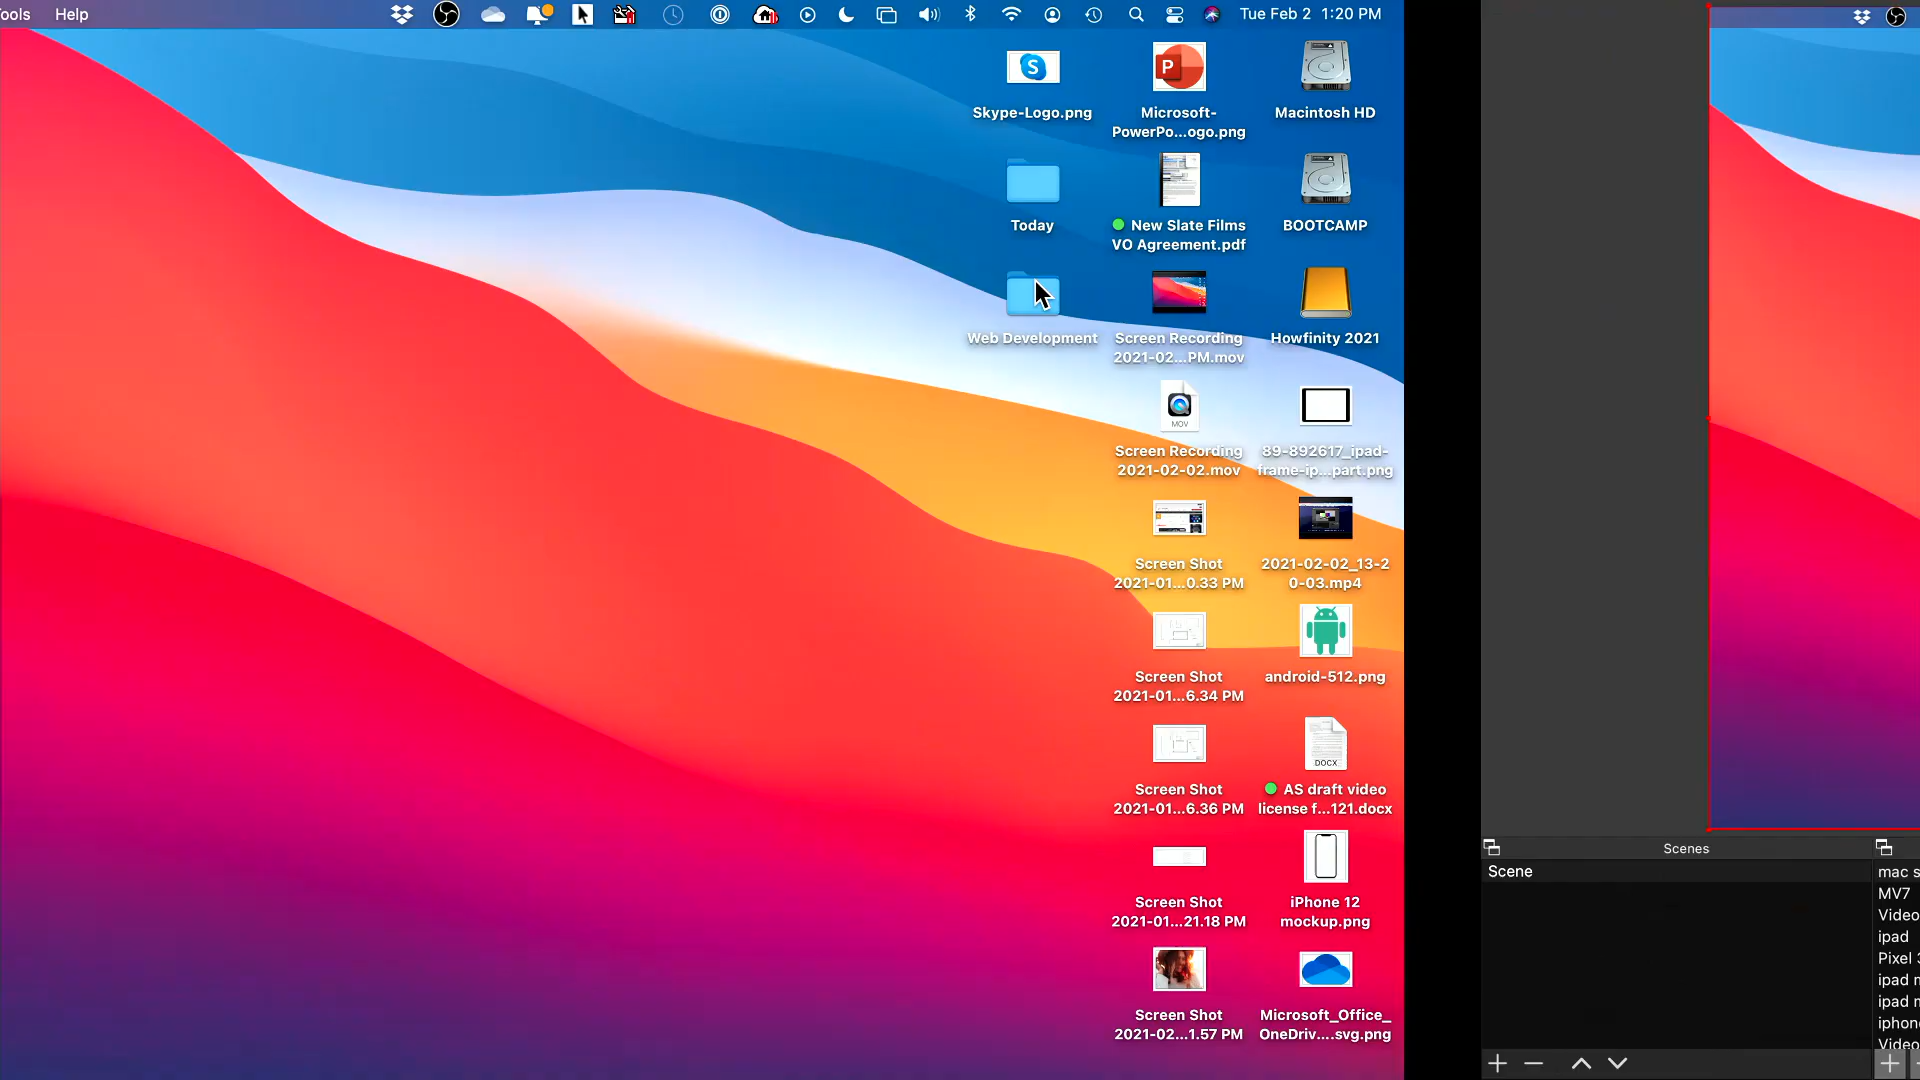 ools Help Tue Feb 2 1:20 PM
Skype-Logo.png
Microsoft-
PowerPo...ogo.png
Macintosh HD
Today
New Slate Films
VO Agreement.pdf
BOOTCAMP
Web Development
Screen Recording
2021-02...PM.mov
Howfinity 2021
MOV
Screen Recording
2021-02-02.mov
89-892617_ipad-
frame-ip...part.png
Screen Shot
2021-01...0.33 PM
2021-02-02_13-2
0-03.mp4
Screen Shot
2021-01...6.34 PM
android-512.png
DOCX
Screen Shot
2021-01...6.36 PM
AS draft video
license f...121.docx
Screen Shot
2021-01...21.18 PM
iPhone 12
mockup.png
Screen Shot
2021-02...1.57 PM
Microsoft_Office_
OneDriv....svg.png
Scenes
Scene
mac s
MV7
Video
ipad
Pixel 3
ipad m
ipad m
iphon
Video